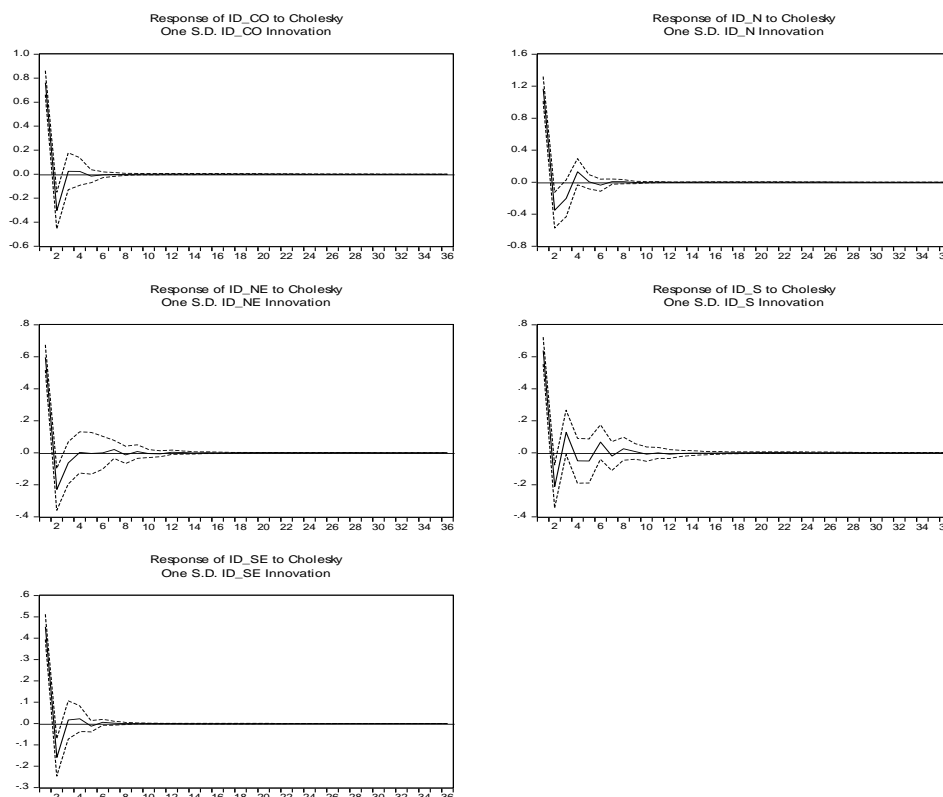 Response of ID_CO to Cholesky
One S.D. ID_CO Innovation
1.0
0.8
0.6
0.4
0.2
0.0
-0.2
-0.4
-0.6
2 4 6 8 10 12 14 16 18 20 22 24 26 28 30 32 34 36
Response of ID_N to Cholesky
One S.D. ID_N Innovation
1.6
1.2
0.8
0.4
0.0
-0.4
-0.8
2 4 6 8 10 12 14 16 18 20 22 24 26 28 30 32 34
Response of ID_NE to Cholesky
One S.D. ID_NE Innovation
.8
.6
.4
.2
.0
-.2
-.4
2 4 6 8 10 12 14 16 18 20 22 24 26 28 30 32 34 36
Response of ID_S to Cholesky
One S.D. ID_S Innovation
.8
.6
.4
.2
.0
-.2
-.4
2 4 6 8 10 12 14 16 18 20 22 24 26 28 30 32 34
Response of ID_SE to Cholesky
One S.D. ID_SE Innovation
.6
.5
.4
.3
.2
.1
.0
-.1
-.2
-.3
2 4 6 8 10 12 14 16 18 20 22 24 26 28 30 32 34 36